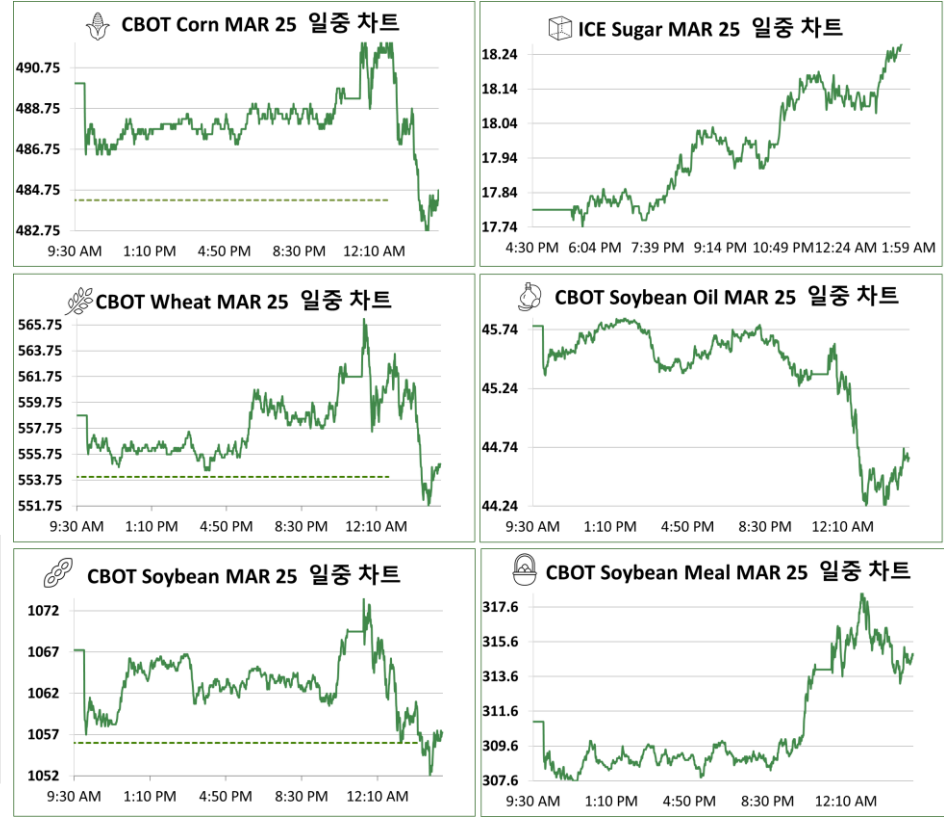 CBOT Corn MAR 25 일중 차트
490.75
488.75
486.75
484.75
482.75
9:30 AM 1:10 PM 4:50 PM 8:30 PM 12:10 AM
ICE Sugar MAR 25 일중 차트
18.24
18.14
18.04
17.94
17.84
17.74
4:30 PM 6:04 PM 7:39 PM 9:14 PM 10:49 PM 12:24 AM 1:59 AM
CBOT Wheat MAR 25 일중 차트
565.75
563.75
561.75
559.75
557.75
555.75
553.75
551.75
9:30 AM 1:10 PM 4:50 PM 8:30 PM 12:10 AM
CBOT Soybean Oil MAR 25 일중 차트
45.74
45.24
44.74
44.24
9:30 AM 1:10 PM 4:50 PM 8:30 PM 12:10 AM
CBOT Soybean MAR 25 일중 차트
1072
1067
1062
1057
1052
9:30 AM 1:10 PM 4:50 PM 8:30 PM 12:10 AM
CBOT Soybean Meal MAR 25 일중 차트
317.6
315.6
313.6
311.6
309.6
307.6
9:30 AM 1:10 PM 4:50 PM 8:30 PM 12:10 AM